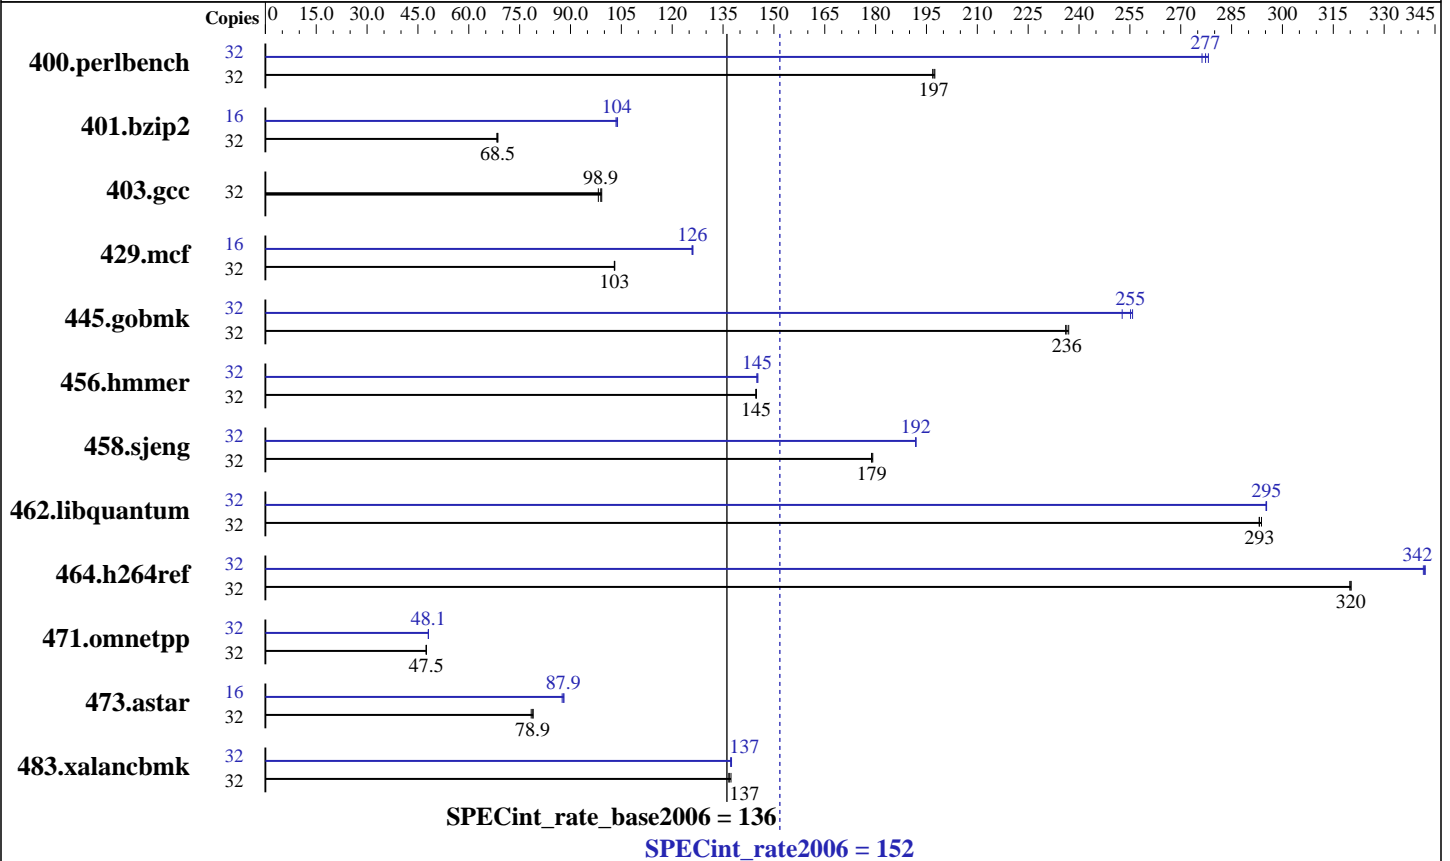 Copies 0 15.0 30.0 45.0 60.0 75.0 90.0 105 120 135 150 165 180 195 210 225 240 255 270 285 300 315 330 345
400.perlbench 32 277
32 197
401.bzip2 16 104
32 68.5
403.gcc 32 98.9
429.mcf 16 126
32 103
445.gobmk 32 255
32 236
456.hmmer 32 145
32 145
458.sjeng 32 192
32 179
462.libquantum 32 295
32 293
464.h264ref 32 342
32 320
471.omnetpp 32 48.1
32 47.5
473.astar 16 87.9
32 78.9
483.xalancbmk 32 137
32 137
SPECint_rate_base2006 = 136
SPECint_rate2006 = 152